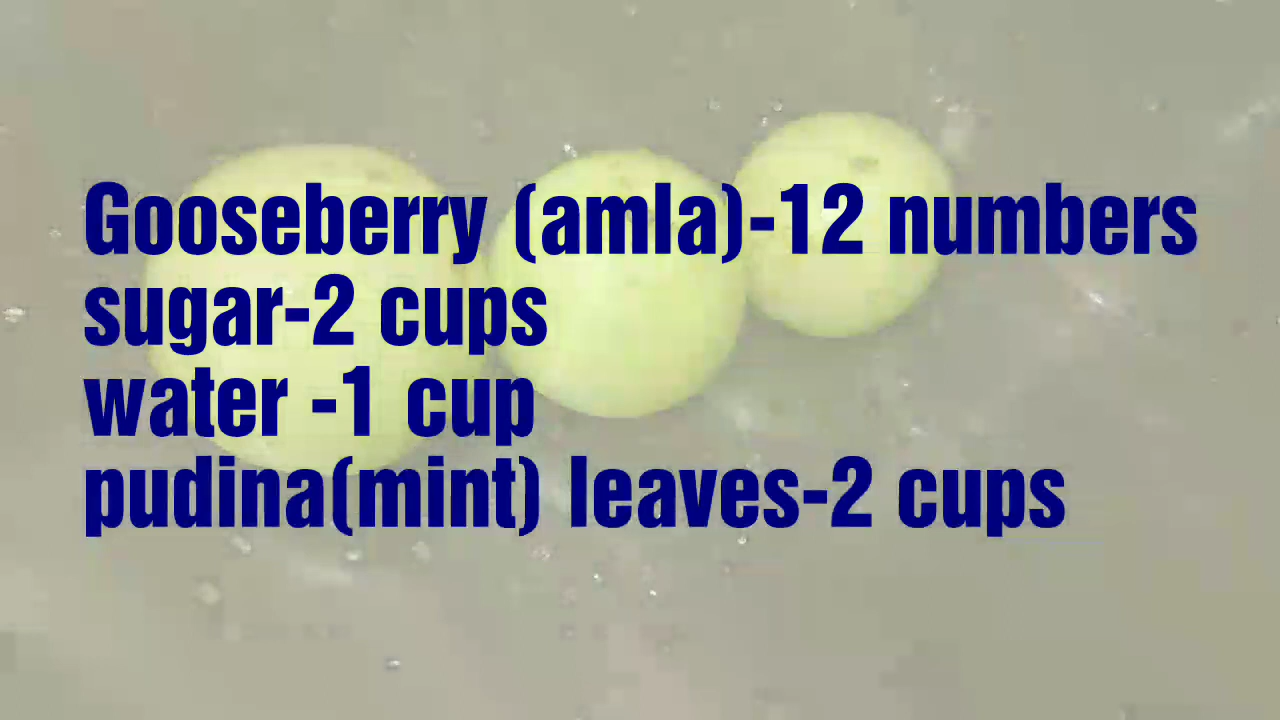 Gooseberry (amla)-12 numbers
sugar-2 cups
water -1 cup
pudina(mint) leaves-2 cups